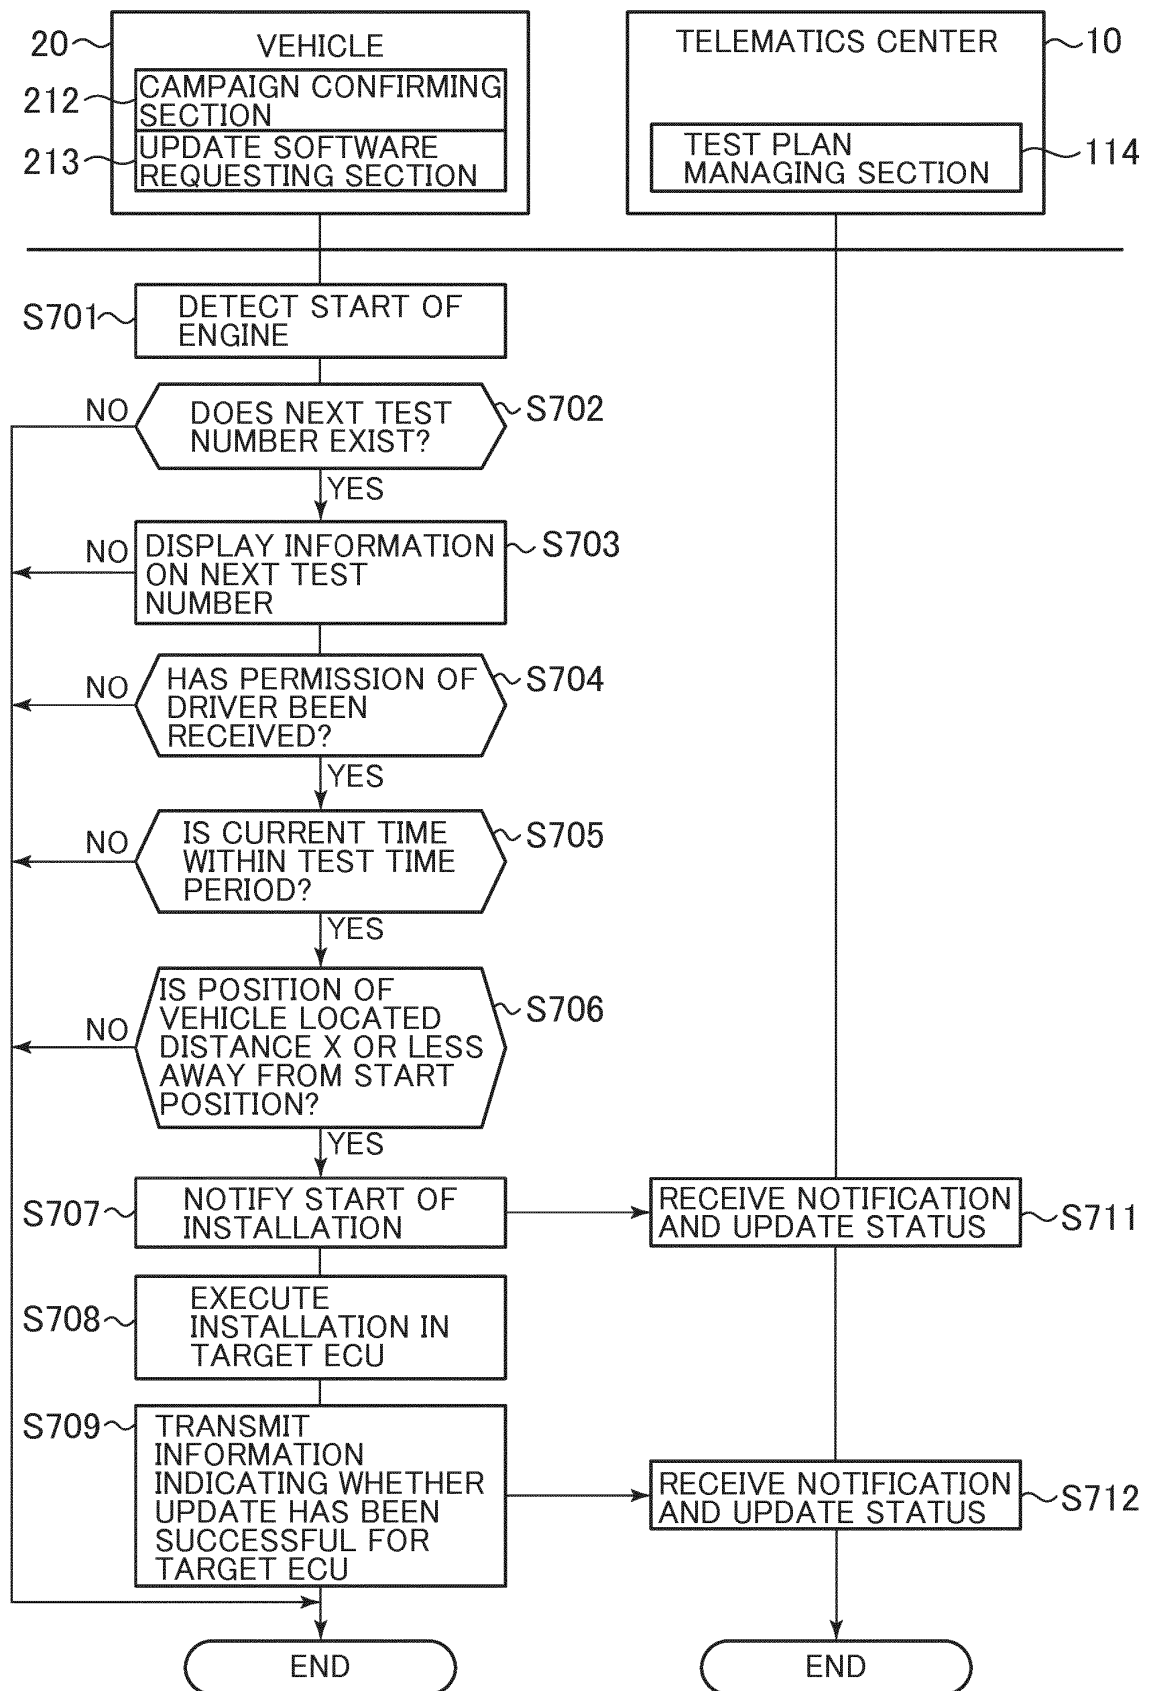 20
VEHICLE
212
CAMPAIGN CONFIRMING
SECTION
213
UPDATE SOFTWARE
REQUESTING SECTION
TELEMATICS CENTER
10
TEST PLAN
MANAGING SECTION
114
S701
DETECT START OF
ENGINE
NO
DOES NEXT TEST
NUMBER EXIST?
S702
YES
NO
DISPLAY INFORMATION
ON NEXT TEST
NUMBER
S703
NO
HAS PERMISSION OF
DRIVER BEEN
RECEIVED?
S704
YES
NO
IS CURRENT TIME
WITHIN TEST TIME
PERIOD?
S705
YES
NO
IS POSITION OF
VEHICLE LOCATED
DISTANCE X OR LESS
AWAY FROM START
POSITION?
S706
YES
S707
NOTIFY START OF
INSTALLATION
RECEIVE NOTIFICATION
AND UPDATE STATUS
S711
S708
EXECUTE
INSTALLATION IN
TARGET ECU
S709
TRANSMIT
INFORMATION
INDICATING WHETHER
UPDATE HAS BEEN
SUCCESSFUL FOR
TARGET ECU
RECEIVE NOTIFICATION
AND UPDATE STATUS
S712
END
END